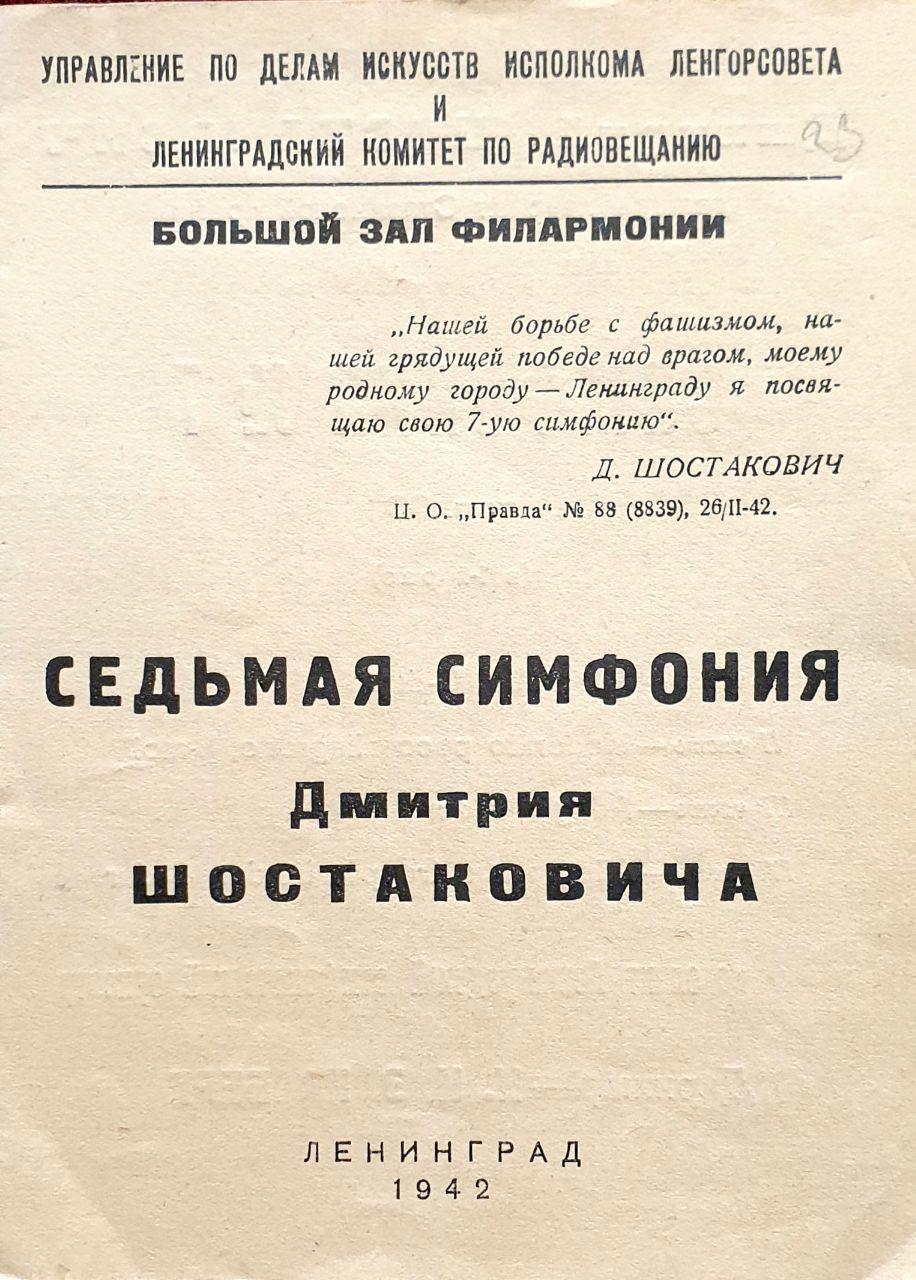 УПРАВЛЕНИЕ ПО ДЕЛАМ ИСКУССТВ ИСПОЛКОМА ЛЕНГОРСОВЕТА
И
ЛЕНИНГРАДСКИЙ КОМИТЕТ ПО РАДИОВЕЩАНИЮ
БОЛЬШОЙ ЗАЛ ФИЛАРМОНИИ
„Нашей борьбе с фашизмом, на-
шей грядущей победе над врагом, моему
родному городу — Ленинграду я посвя-
щаю свою 7-ую симфонию“.
Д. ШОСТАКОВИЧ
Ц. О. „Правда“ № 88 (8839), 26/II-42.
СЕДЬМАЯ СИМФОНИЯ
Дмитрия
ШОСТАКОВИЧА
ЛЕНИНГРАД
1942